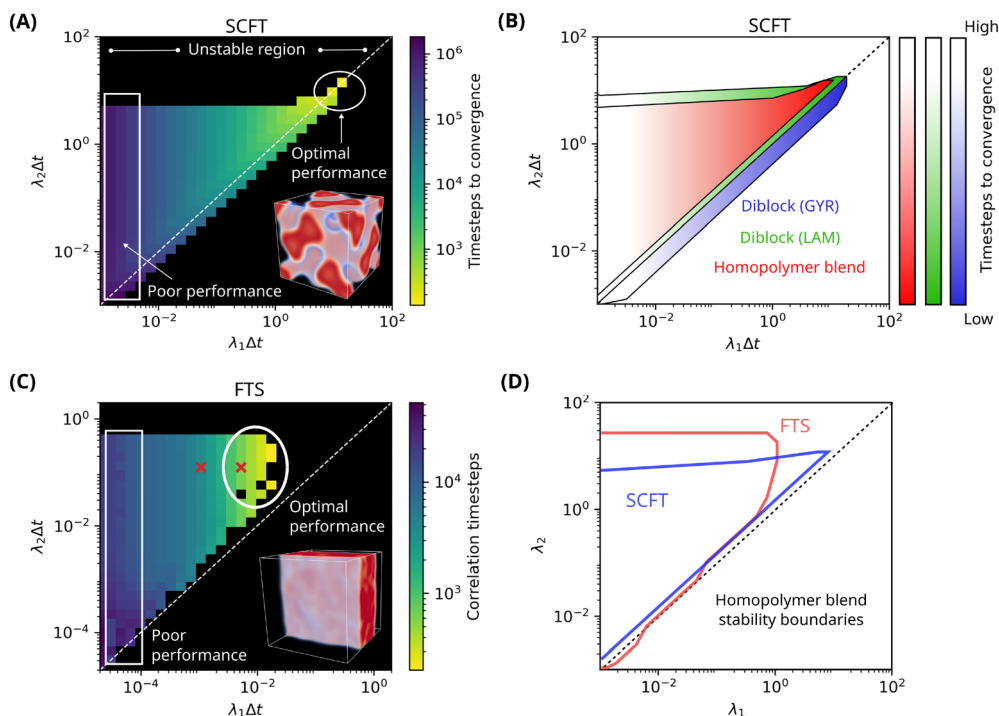 (A)
SCFT
10²
10⁰
10⁻²
λ₂Δt
Unstable region
Optimal
performance
Poor performance
10⁻²
10⁰
10²
λ₁Δt
10⁶
10⁵
10⁴
10³
Timesteps to convergence
(B)
SCFT
10²
10⁰
10⁻²
λ₂Δt
Diblock (GYR)
Diblock (LAM)
Homopolymer blend
10⁻²
10⁰
10²
λ₁Δt
High
Timesteps to convergence
Low
(C)
FTS
10⁰
10⁻²
10⁻⁴
λ₂Δt
Optimal
performance
Poor
performance
10⁻⁴
10⁻²
10⁰
λ₁Δt
10⁴
10³
Correlation timesteps
(D)
10²
10⁰
10⁻²
λ₂
FTS
SCFT
Homopolymer blend
stability boundaries
10⁻²
10⁰
10²
λ₁